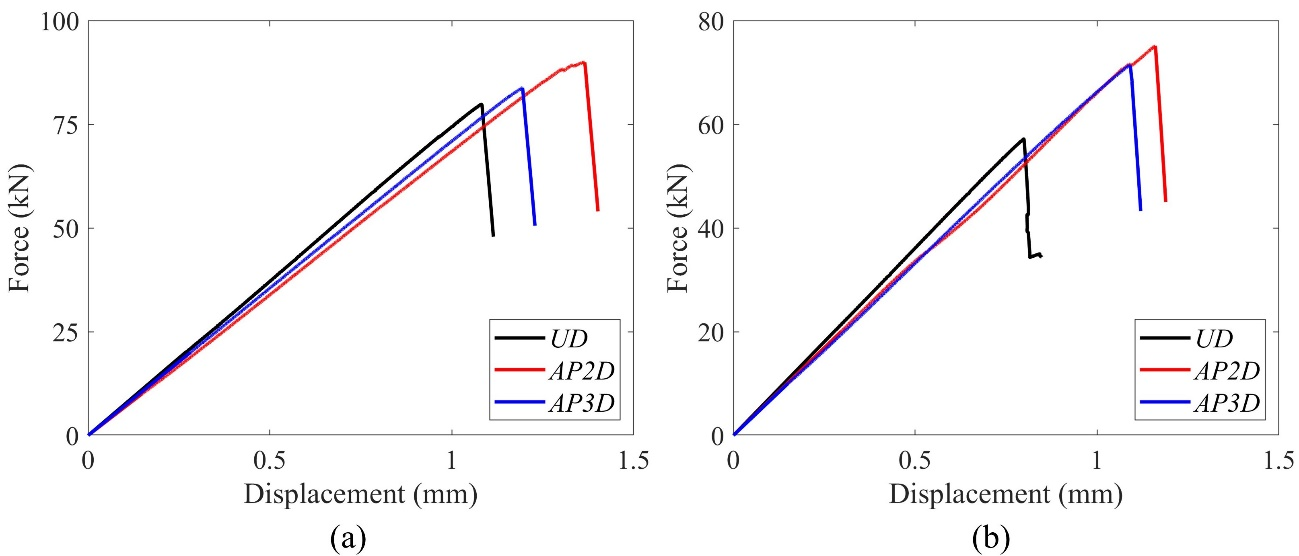 100
75
50
25
0
0
0.5
1
1.5
Force (kN)
Displacement (mm)
UD
AP2D
AP3D
(a)
80
60
40
20
0
0
0.5
1
1.5
Force (kN)
Displacement (mm)
UD
AP2D
AP3D
(b)